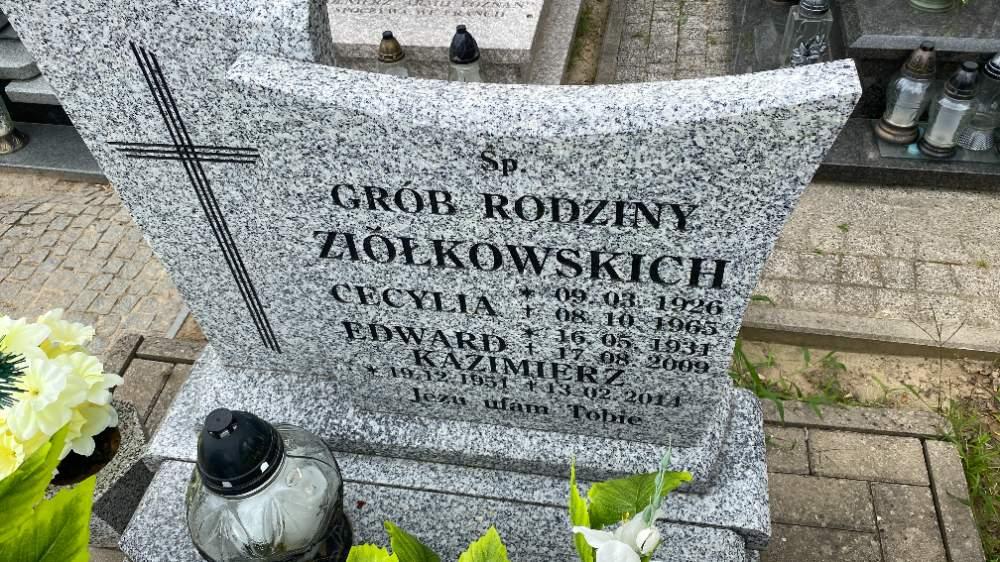 Śp.
GRÓB RODZINY
ZIÓŁKOWSKICH
CECYLIA * 09. 03. 1926
† 08. 10. 1965
EDWARD * 16. 05. 1931
† 17. 08. 2009
KAZIMIERZ
* 19.12.1951 † 13. 02. 2014
Jezu ufam Tobie